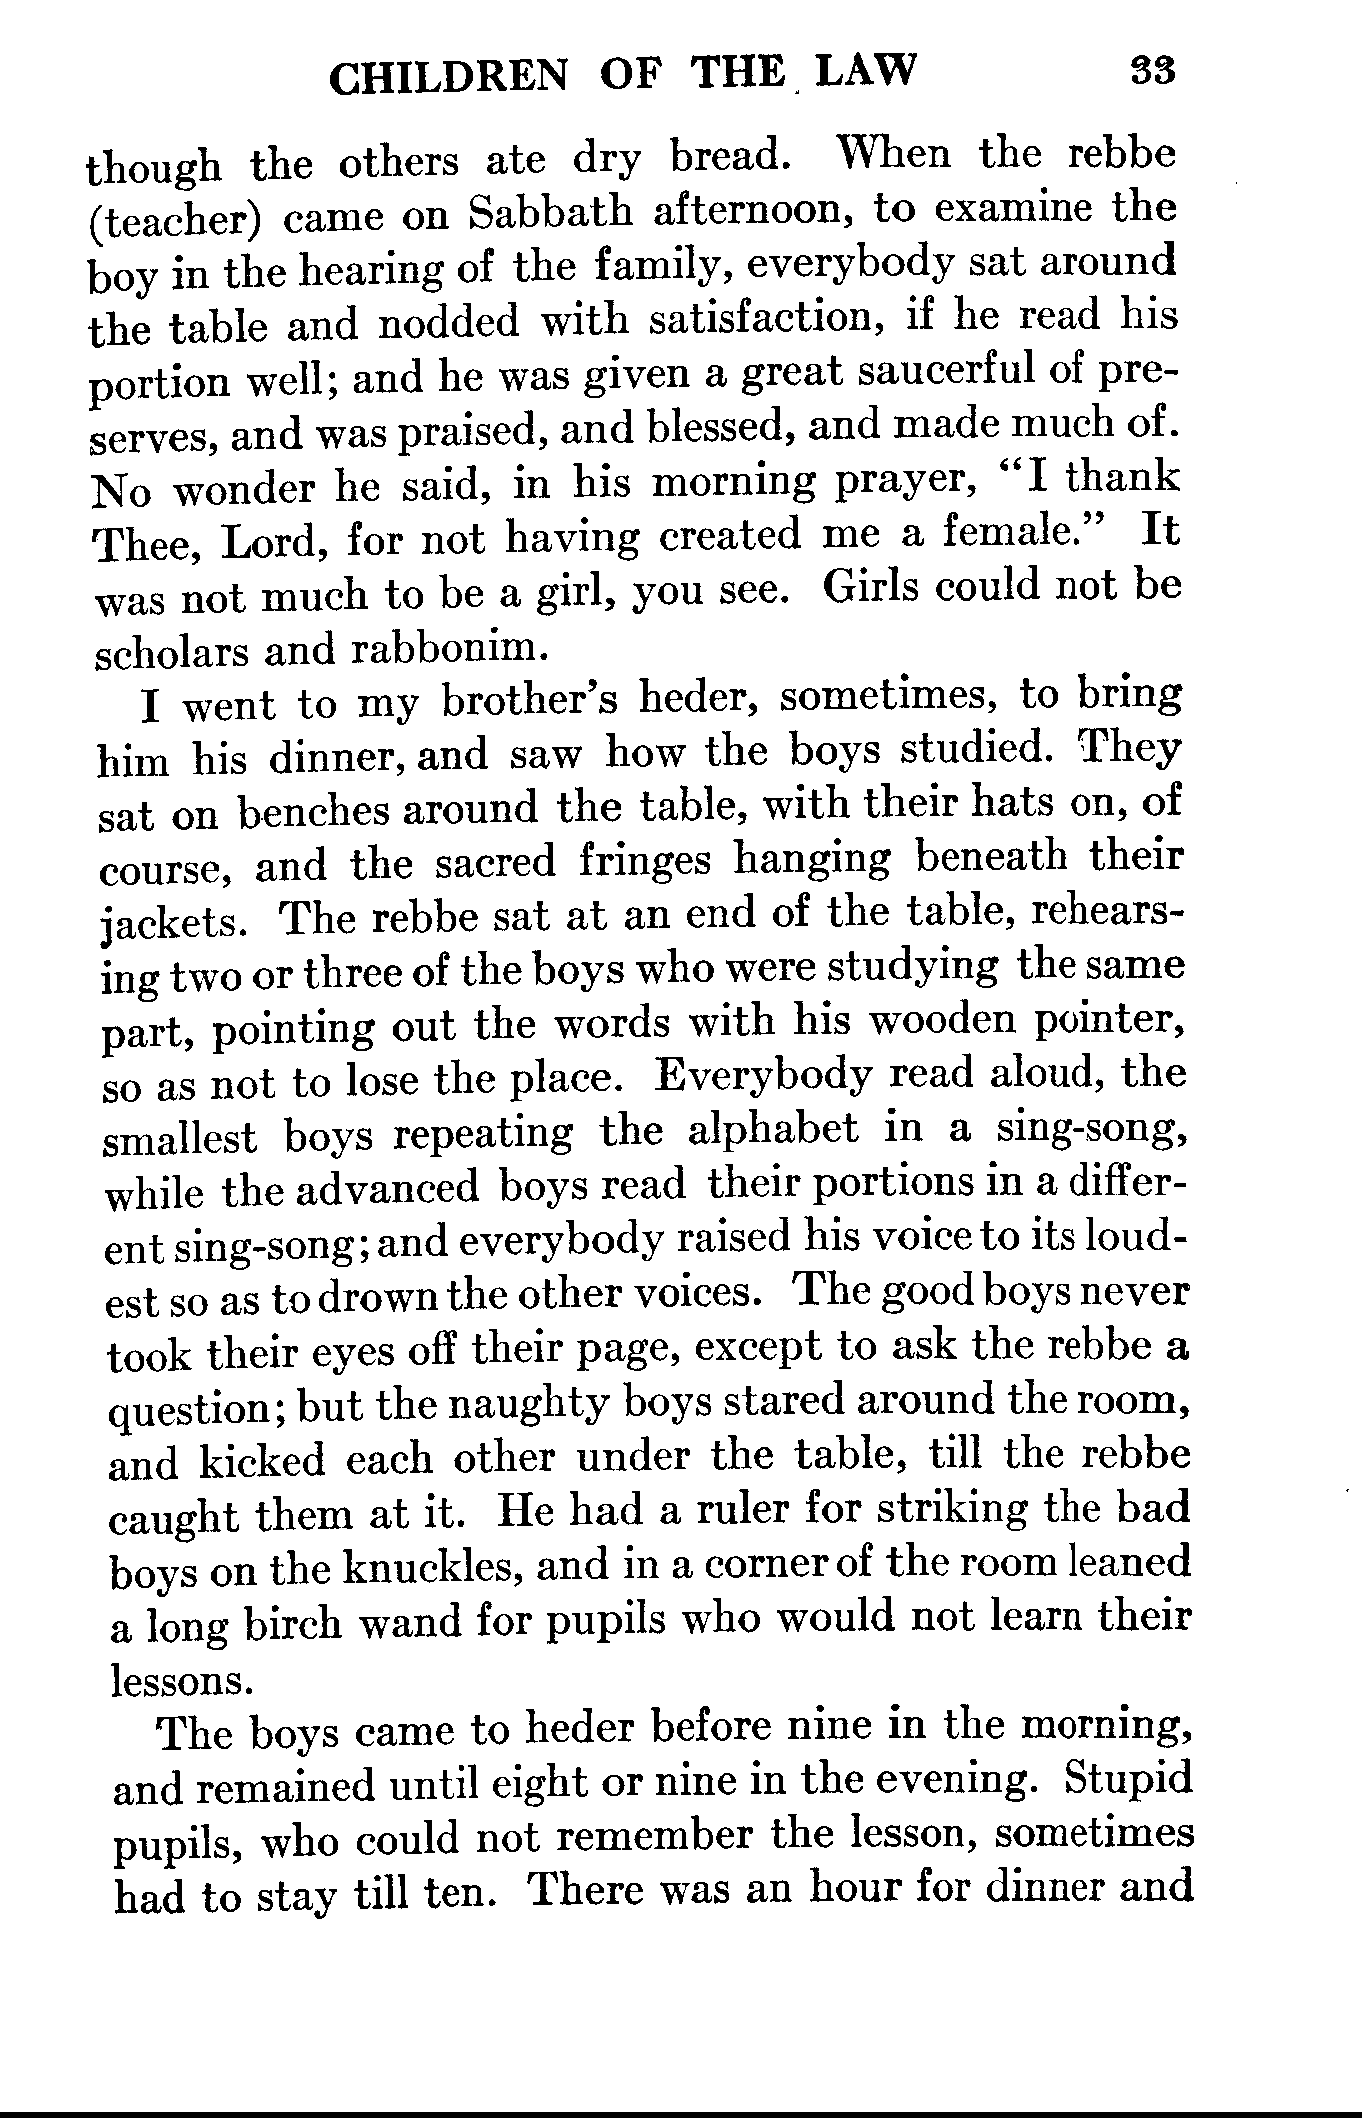 CHILDREN OF THE LAW 33
though the others ate dry bread. When the rebbe
(teacher) came on Sabbath afternoon, to examine the
boy in the hearing of the family, everybody sat around
the table and nodded with satisfaction, if he read his
portion well; and he was given a great saucerful of pre-
serves, and was praised, and blessed, and made much of.
No wonder he said, in his morning prayer, “I thank
Thee, Lord, for not having created me a female.” It
was not much to be a girl, you see. Girls could not be
scholars and rabbonim.
I went to my brother’s heder, sometimes, to bring
him his dinner, and saw how the boys studied. They
sat on benches around the table, with their hats on, of
course, and the sacred fringes hanging beneath their
jackets. The rebbe sat at an end of the table, rehears-
ing two or three of the boys who were studying the same
part, pointing out the words with his wooden pointer,
so as not to lose the place. Everybody read aloud, the
smallest boys repeating the alphabet in a sing-song,
while the advanced boys read their portions in a differ-
ent sing-song; and everybody raised his voice to its loud-
est so as to drown the other voices. The good boys never
took their eyes off their page, except to ask the rebbe a
question; but the naughty boys stared around the room,
and kicked each other under the table, till the rebbe
caught them at it. He had a ruler for striking the bad
boys on the knuckles, and in a corner of the room leaned
a long birch wand for pupils who would not learn their
lessons.
The boys came to heder before nine in the morning,
and remained until eight or nine in the evening. Stupid
pupils, who could not remember the lesson, sometimes
had to stay till ten. There was an hour for dinner and